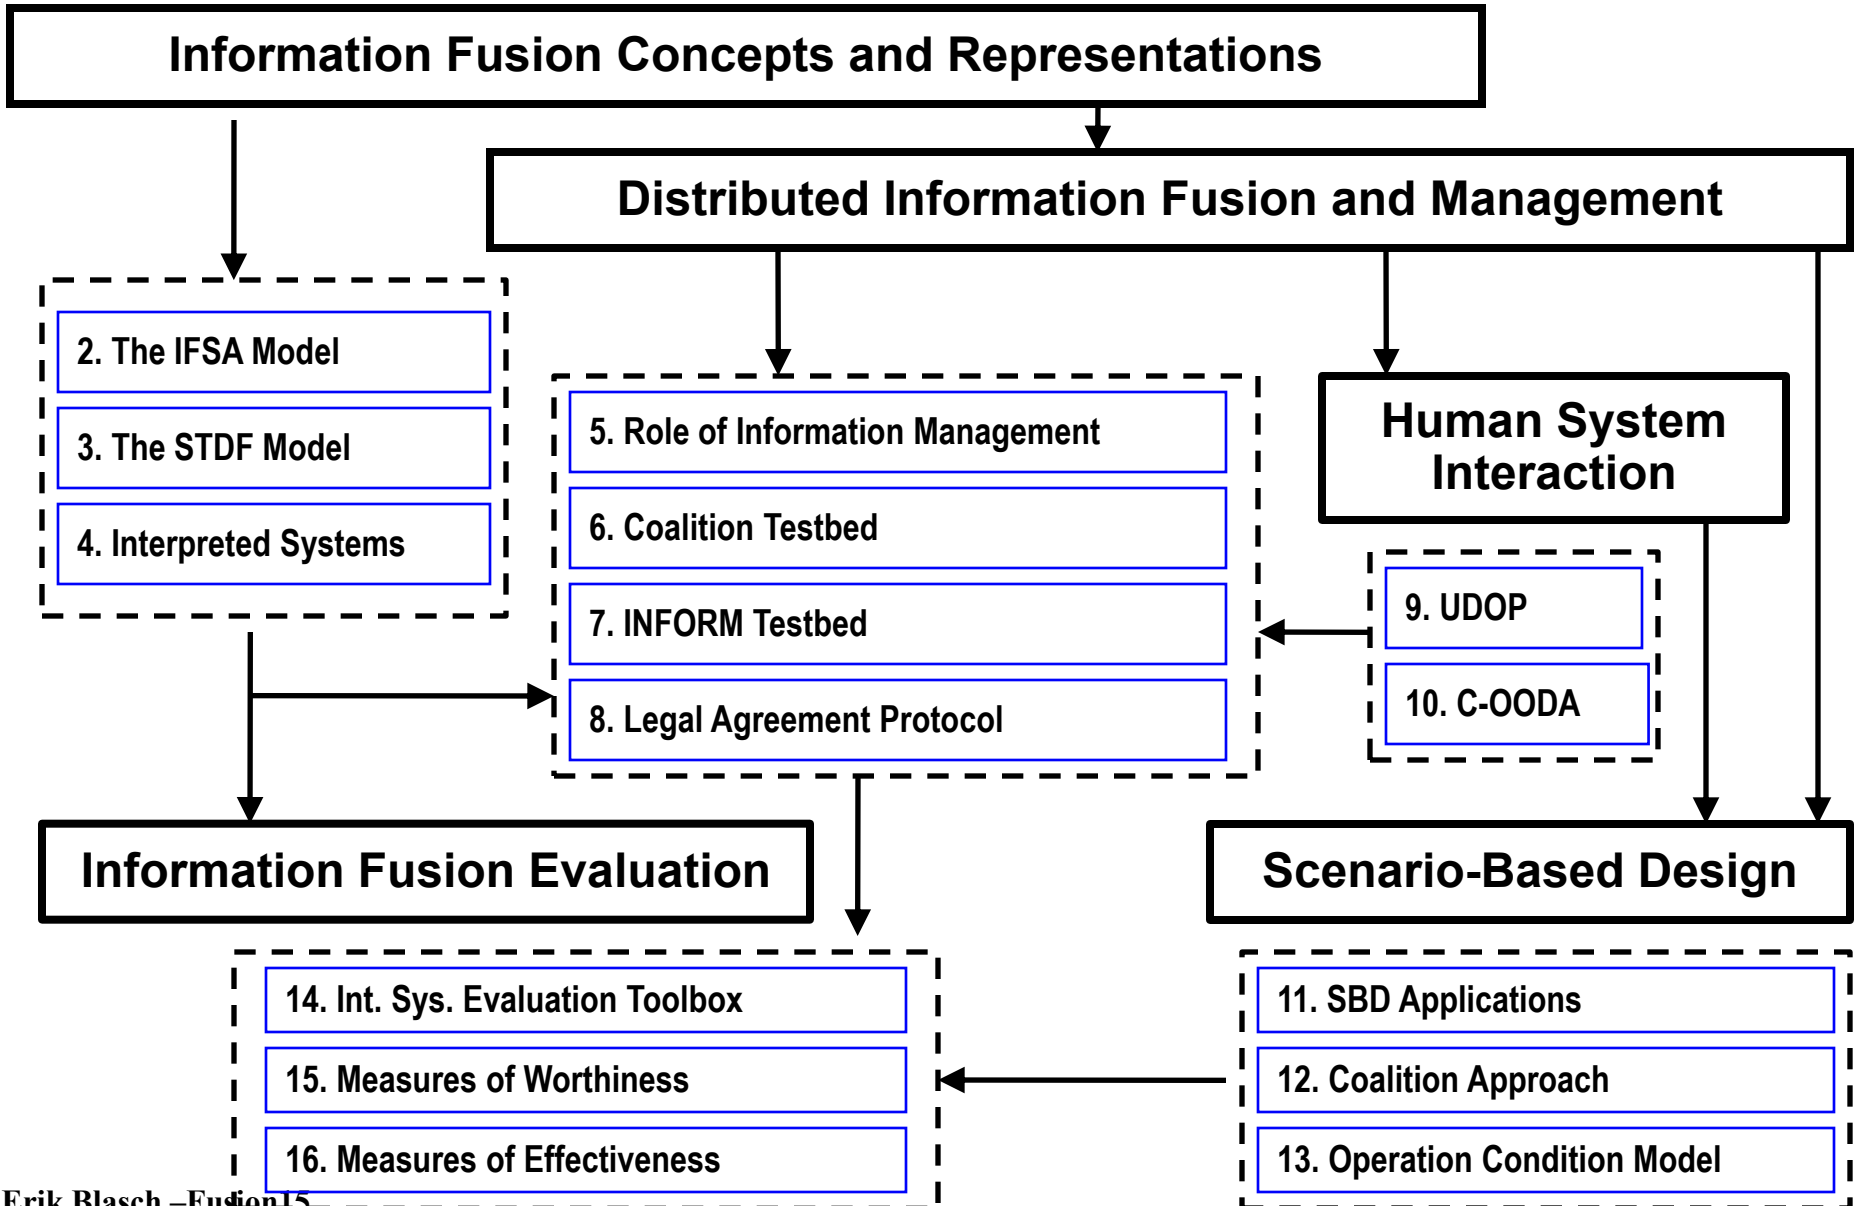 Information Fusion Concepts and Representations
Distributed Information Fusion and Management
2. The IFSA Model
3. The STDF Model
4. Interpreted Systems
5. Role of Information Management
6. Coalition Testbed
7. INFORM Testbed
8. Legal Agreement Protocol
Human System
Interaction
9. UDOP
10. C-OODA
Information Fusion Evaluation
Scenario-Based Design
14. Int. Sys. Evaluation Toolbox
15. Measures of Worthiness
16. Measures of Effectiveness
11. SBD Applications
12. Coalition Approach
13. Operation Condition Model
Erik Blasch –Fusion15